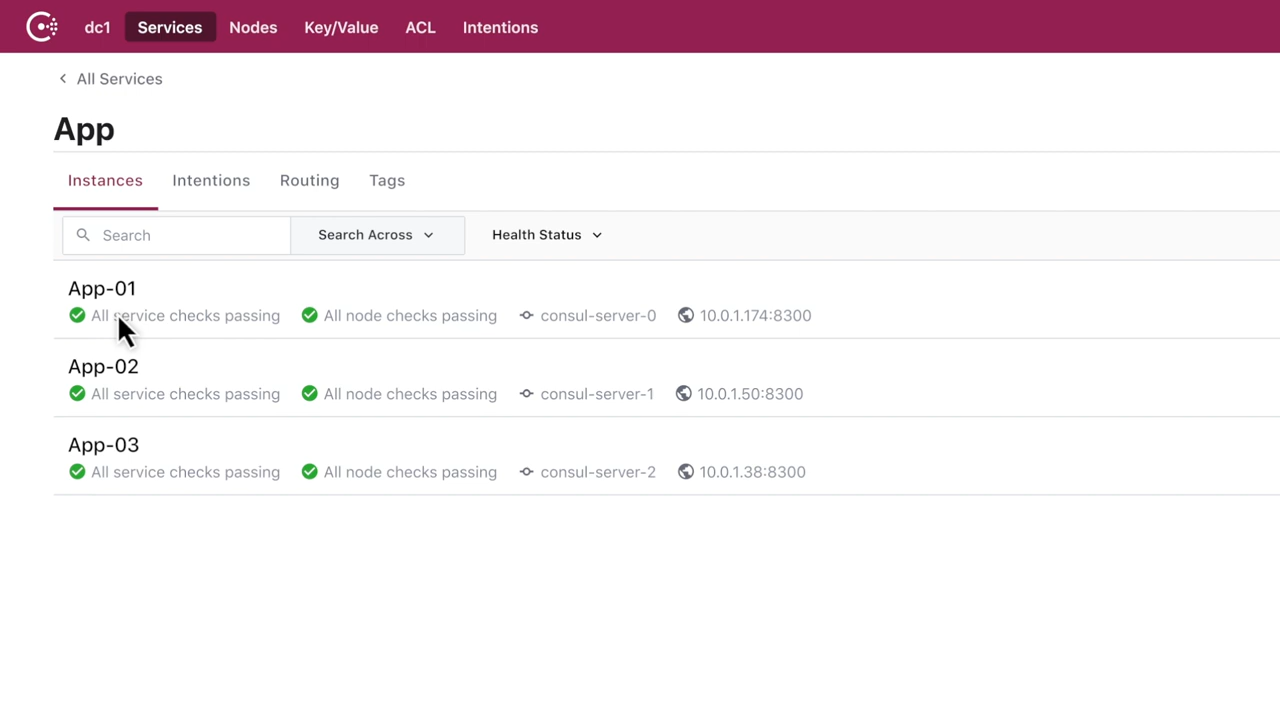 dc1 Services Nodes Key/Value ACL Intentions
All Services
App
Instances Intentions Routing Tags
Search Search Across Health Status
App-01
All service checks passing All node checks passing consul-server-0 10.0.1.174:8300
App-02
All service checks passing All node checks passing consul-server-1 10.0.1.50:8300
App-03
All service checks passing All node checks passing consul-server-2 10.0.1.38:8300